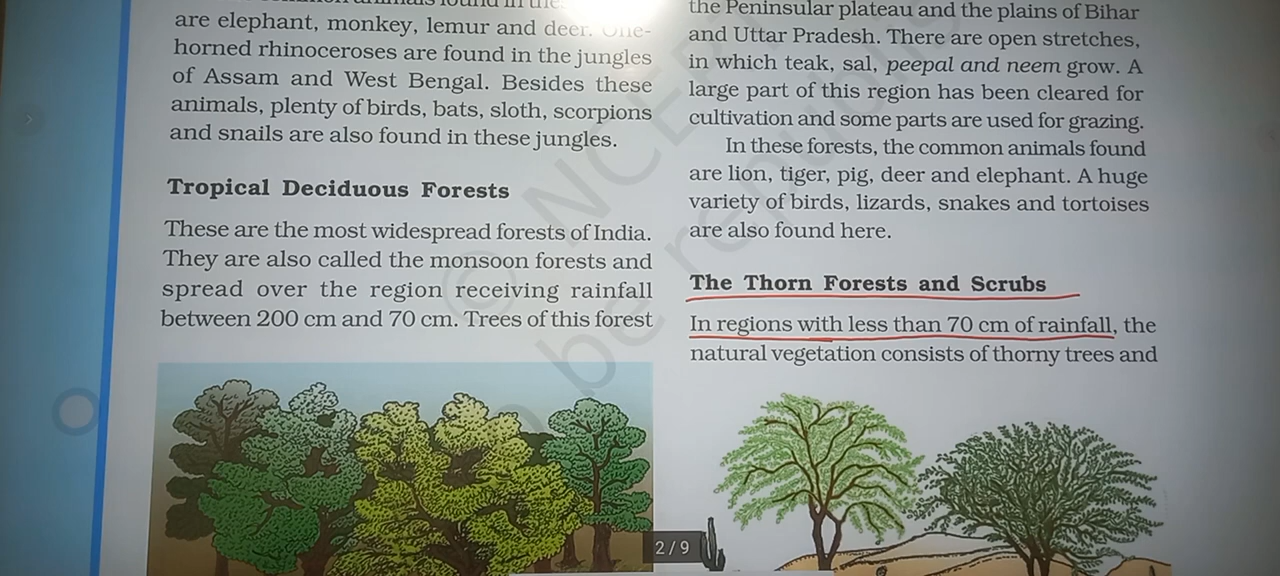 are elephant, monkey, lemur and deer. One-
horned rhinoceroses are found in the jungles
of Assam and West Bengal. Besides these
animals, plenty of birds, bats, sloth, scorpions
and snails are also found in these jungles.
Tropical Deciduous Forests
These are the most widespread forests of India.
They are also called the monsoon forests and
spread over the region receiving rainfall
between 200 cm and 70 cm. Trees of this forest
the Peninsular plateau and the plains of Bihar
and Uttar Pradesh. There are open stretches,
in which teak, sal, peepal and neem grow. A
large part of this region has been cleared for
cultivation and some parts are used for grazing.
In these forests, the common animals found
are lion, tiger, pig, deer and elephant. A huge
variety of birds, lizards, snakes and tortoises
are also found here.
The Thorn Forests and Scrubs
In regions with less than 70 cm of rainfall, the
natural vegetation consists of thorny trees and
2 / 9
© NCERT
be republis